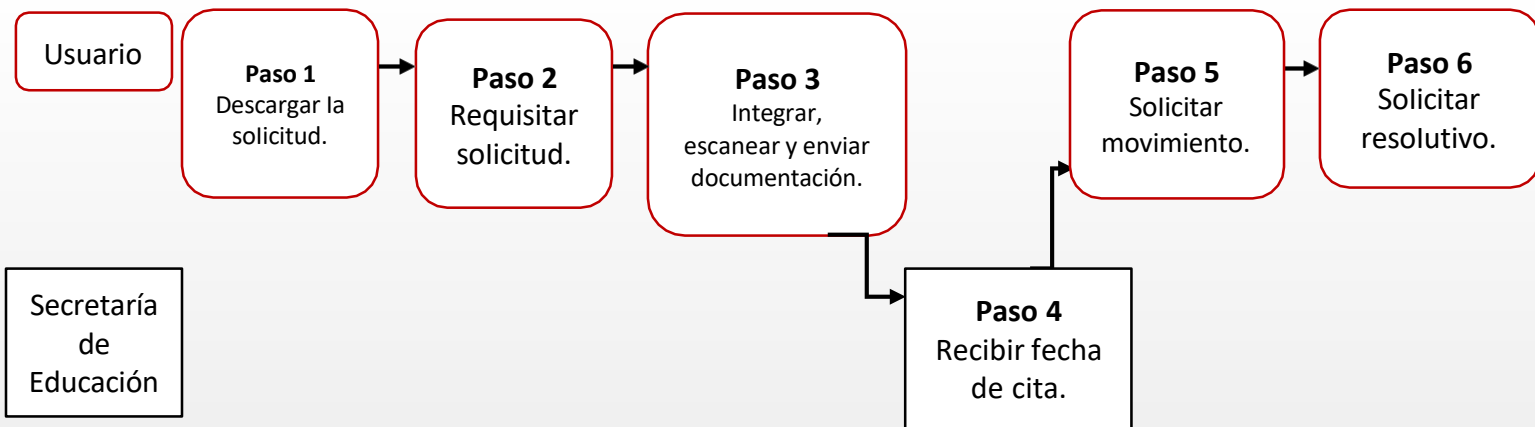 Usuario
Paso 1
Descargar la
solicitud.
Paso 2
Requisitar
solicitud.
Paso 3
Integrar,
escanear y enviar
documentación.
Paso 5
Solicitar
movimiento.
Paso 6
Solicitar
resolutivo.
Secretaría
de
Educación
Paso 4
Recibir fecha
de cita.